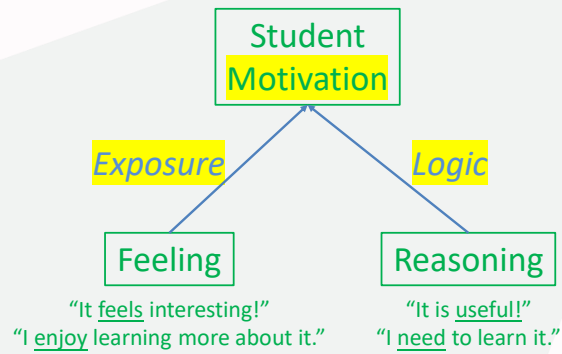 Student
Motivation
Exposure
Logic
Feeling
Reasoning
“It feels interesting!”
“I enjoy learning more about it.”
“It is useful!”
“I need to learn it.”